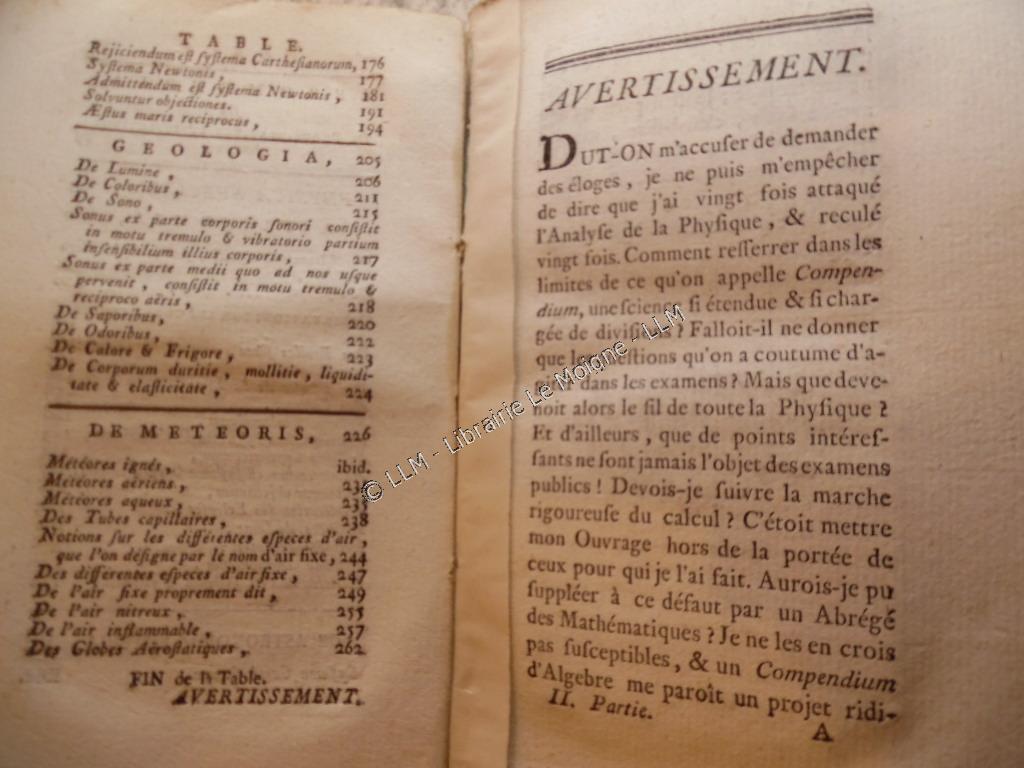 TABLE.
Rejiciendum est ſyſtema Cartheſianorum, 176
Syſtema Newtonis, 177
Admittendum eſt ſyſtema Newtonis, 181
Solvuntur objectiones. 191
Æſtus maris reciprocus, 194
GEOLOGIA, 205
De Lumine, 206
De Coloribus, 211
De Sono, 215
Sonus ex parte corporis ſonori conſiſtit
in motu tremulo & vibratorio partium
inſenſibilium illius corporis, 217
Sonus ex parte medii quo ad nos uſque
pervenit, conſiſtit in motu tremulo &
reciproco aëris, 218
De Saporibus, 220
De Odoribus, 222
De Calore & Frigore, 223
De Corporum duritie, mollitie, liquidi-
tate & elaſticitate, 224
DE METEORIS, 226
Météores ignés, ibid.
Météores aëriens,
Météores aqueux, 235
Des Tubes capillaires, 238
Notions ſur les différentes eſpeces d'air,
que l'on déſigne par le nom d'air fixe, 244
Des différentes eſpeces d'air fixe, 247
De l'air fixe proprement dit, 249
De l'air nitreux, 255
De l'air inflammable, 257
Des Globes Aëroſtatiques, 262
FIN de la Table.
AVERTISSEMENT.
AVERTISSEMENT.
DUT-ON m'accuſer de demander
des éloges, je ne puis m'empêcher
de dire que j'ai vingt fois attaqué
l'Analyſe de la Phyſique, & reculé
vingt fois. Comment reſſerrer dans les
limites de ce qu'on appelle Compen-
dium, une ſcience ſi étendue & ſi char-
gée de diviſions ? Falloit-il ne donner
que les queſtions qu'on a coutume d'a-
dans les examens ? Mais que deve-
noit alors le fil de toute la Phyſique ?
Et d'ailleurs, que de points intéreſ-
ſants ne ſont jamais l'objet des examens
publics ! Devois-je ſuivre la marche
rigoureuſe du calcul ? C'étoit mettre
mon Ouvrage hors de la portée de
ceux pour qui je l'ai fait. Aurois-je pu
ſuppléer à ce défaut par un Abrégé
des Mathématiques ? Je ne les en crois
pas ſuſceptibles, & un Compendium
d'Algebre me paroît un projet ridi-
II. Partie.
A
© LLM - Librairie Le Moigne - LLM